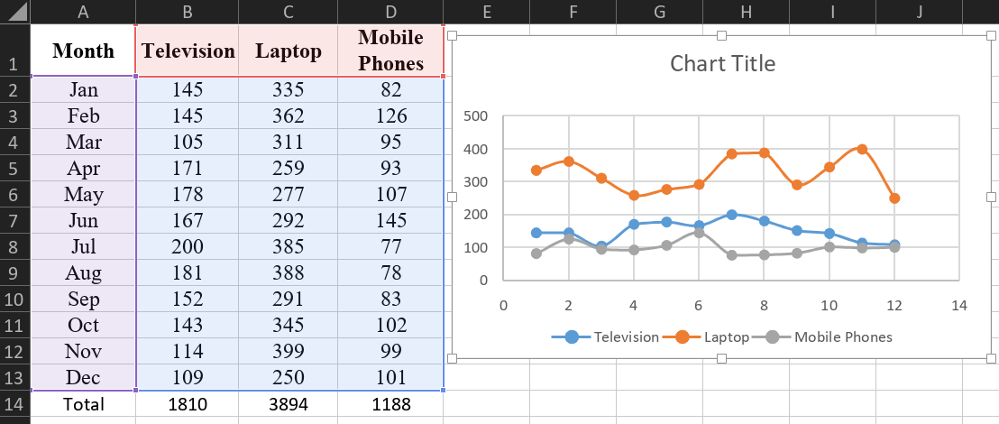 A B C D E F G H I J
1 Month Television Laptop Mobile Phones
2 Jan 145 335 82
3 Feb 145 362 126
4 Mar 105 311 95
5 Apr 171 259 93
6 May 178 277 107
7 Jun 167 292 145
8 Jul 200 385 77
9 Aug 181 388 78
10 Sep 152 291 83
11 Oct 143 345 102
12 Nov 114 399 99
13 Dec 109 250 101
14 Total 1810 3894 1188
Chart Title
500
400
300
200
100
0
0 2 4 6 8 10 12 14
Television Laptop Mobile Phones